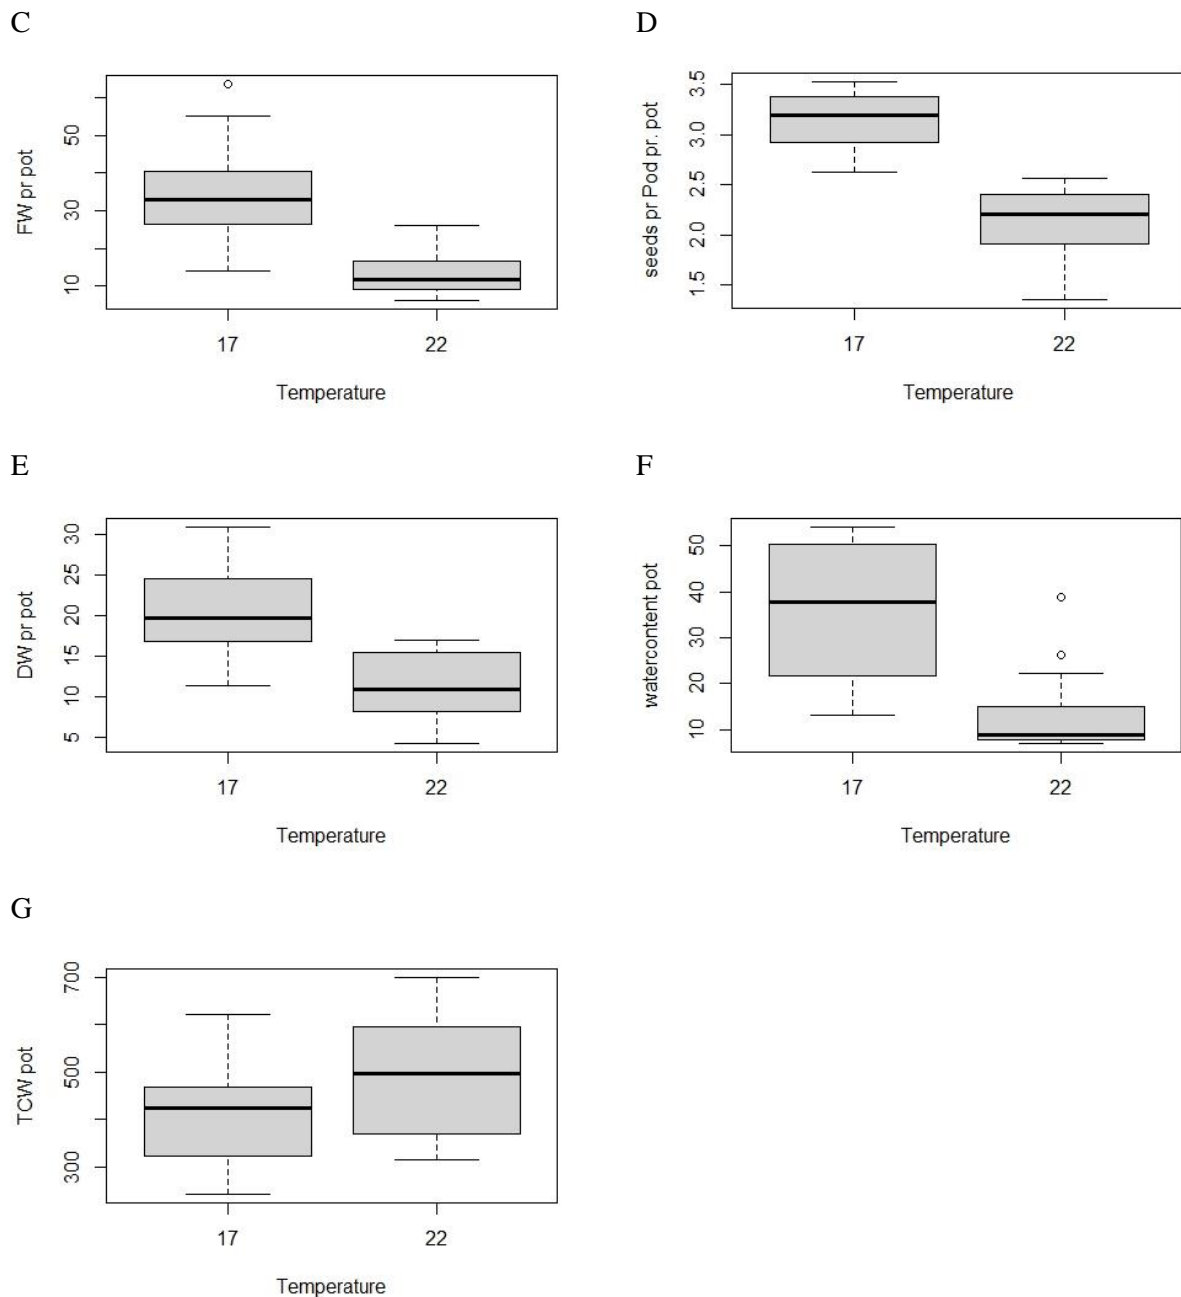 C
D
FW pr pot
50
30
10
17
22
Temperature
seeds pr Pod pr. pot
3.5
3.0
2.5
2.0
1.5
17
22
Temperature
E
F
DW pr pot
30
25
20
15
10
5
17
22
Temperature
watercontent pot
50
40
30
20
10
17
22
Temperature
G
TCW pot
700
500
300
17
22
Temperature